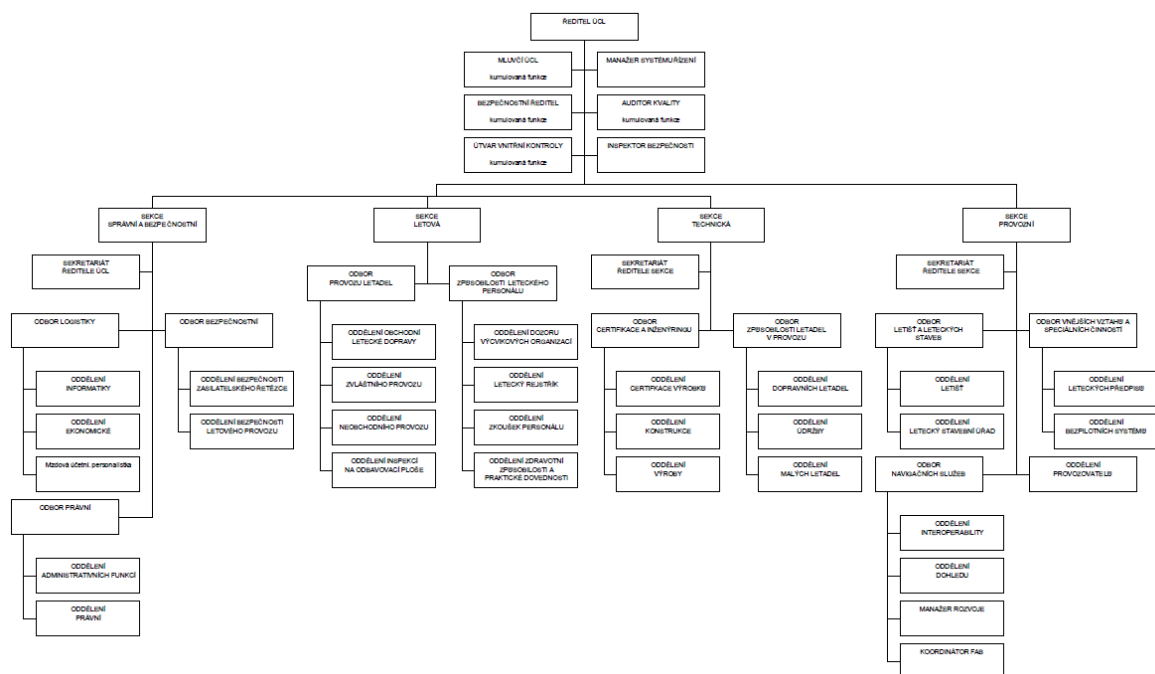 ŘEDITEL ÚCL
MLUVČÍ ÚCL
kumulovaná funkce
MANAŽER SYSTÉMU ŘÍZENÍ
BEZPEČNOSTNÍ ŘEDITEL
kumulovaná funkce
AUDITOR KVALITY
kumulovaná funkce
ÚTVAR VNITŘNÍ KONTROLY
kumulovaná funkce
INSPEKTOR BEZPEČNOSTI
SEKCE
SPRÁVNÍ A BEZPEČNOSTNÍ
SEKRETARIÁT
ŘEDITELE ÚCL
ODBOR LOGISTIKY
ODDĚLENÍ
INFORMATIKY
ODDĚLENÍ
EKONOMICKÉ
Mzdová účetní, personalistka
ODBOR BEZPEČNOSTNÍ
ODDĚLENÍ BEZPEČNOSTI
ZASILATELSKÉHO ŘETĚZCE
ODDĚLENÍ BEZPEČNOSTI
LETOVÉHO PROVOZU
ODBOR PRÁVNÍ
ODDĚLENÍ
ADMINISTRATIVNÍCH FUNKCÍ
ODDĚLENÍ
PRÁVNÍ
SEKCE
LETOVÁ
ODBOR
PROVOZU LETADEL
ODDĚLENÍ OBCHODNÍ
LETECKÉ DOPRAVY
ODDĚLENÍ
ZVLÁŠTNÍHO PROVOZU
ODDĚLENÍ
NEOBCHODNÍHO PROVOZU
ODDĚLENÍ INSPEKCÍ
NA ODBAVOVACÍ PLOŠE
ODBOR
ZPŮSOBILOSTI LETECKÉHO
PERSONÁLU
ODDĚLENÍ DOZORU
VÝCVIKOVÝCH ORGANIZACÍ
ODDĚLENÍ
LETECKÝ REJSTŘÍK
ODDĚLENÍ
ZKOUŠEK PERSONÁLU
ODDĚLENÍ ZDRAVOTNÍ
ZPŮSOBILOSTI A
PRAKTICKÉ DOVEDNOSTI
SEKCE
TECHNICKÁ
SEKRETARIÁT
ŘEDITELE SEKCE
ODBOR
CERTIFIKACE A INŽENÝRINGU
ODDĚLENÍ
CERTIFIKACE VÝROBKŮ
ODDĚLENÍ
KONSTRUKCE
ODDĚLENÍ
VÝROBY
ODBOR
ZPŮSOBILOSTI LETADEL
V PROVOZU
ODDĚLENÍ
DOPRAVNÍCH LETADEL
ODDĚLENÍ
ÚDRŽBY
ODDĚLENÍ
MALÝCH LETADEL
SEKCE
PROVOZNÍ
SEKRETARIÁT
ŘEDITELE SEKCE
ODBOR
LETIŠŤ A LETECKÝCH
STAVEB
ODDĚLENÍ
LETIŠŤ
ODDĚLENÍ
LETECKÝ STAVEBNÍ ÚŘAD
ODBOR VNĚJŠÍCH VZTAHŮ A
SPECIÁLNÍCH ČINNOSTÍ
ODDĚLENÍ
LETECKÝCH PŘEDPISŮ
ODDĚLENÍ
BEZPILOTNÍCH SYSTÉMŮ
ODBOR
NAVIGAČNÍCH SLUŽEB
ODDĚLENÍ
INTEROPERABILITY
ODDĚLENÍ
DOHLEDU
MANAŽER ROZVOJE
KOORDINÁTOR FAB
ODDĚLENÍ
PROVOZOVATELŮ